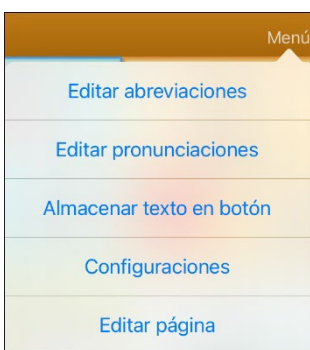 Menú
Editar abreviaciones
Editar pronunciaciones
Almacenar texto en botón
Configuraciones
Editar página